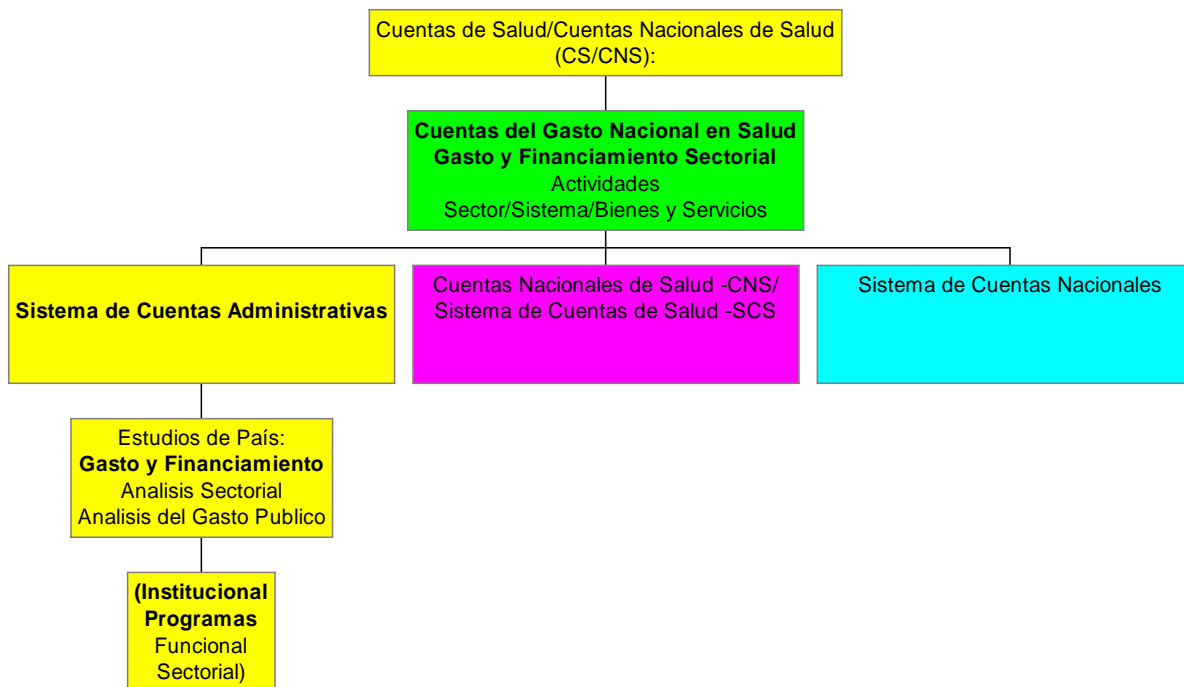 Cuentas de Salud/Cuentas Nacionales de Salud
(CS/CNS):
Cuentas del Gasto Nacional en Salud
Gasto y Financiamiento Sectorial
Actividades
Sector/Sistema/Bienes y Servicios
Sistema de Cuentas Administrativas
Cuentas Nacionales de Salud -CNS/
Sistema de Cuentas de Salud -SCS
Sistema de Cuentas Nacionales
Estudios de País:
Gasto y Financiamiento
Analisis Sectorial
Analisis del Gasto Publico
(Institucional
Programas
Funcional
Sectorial)